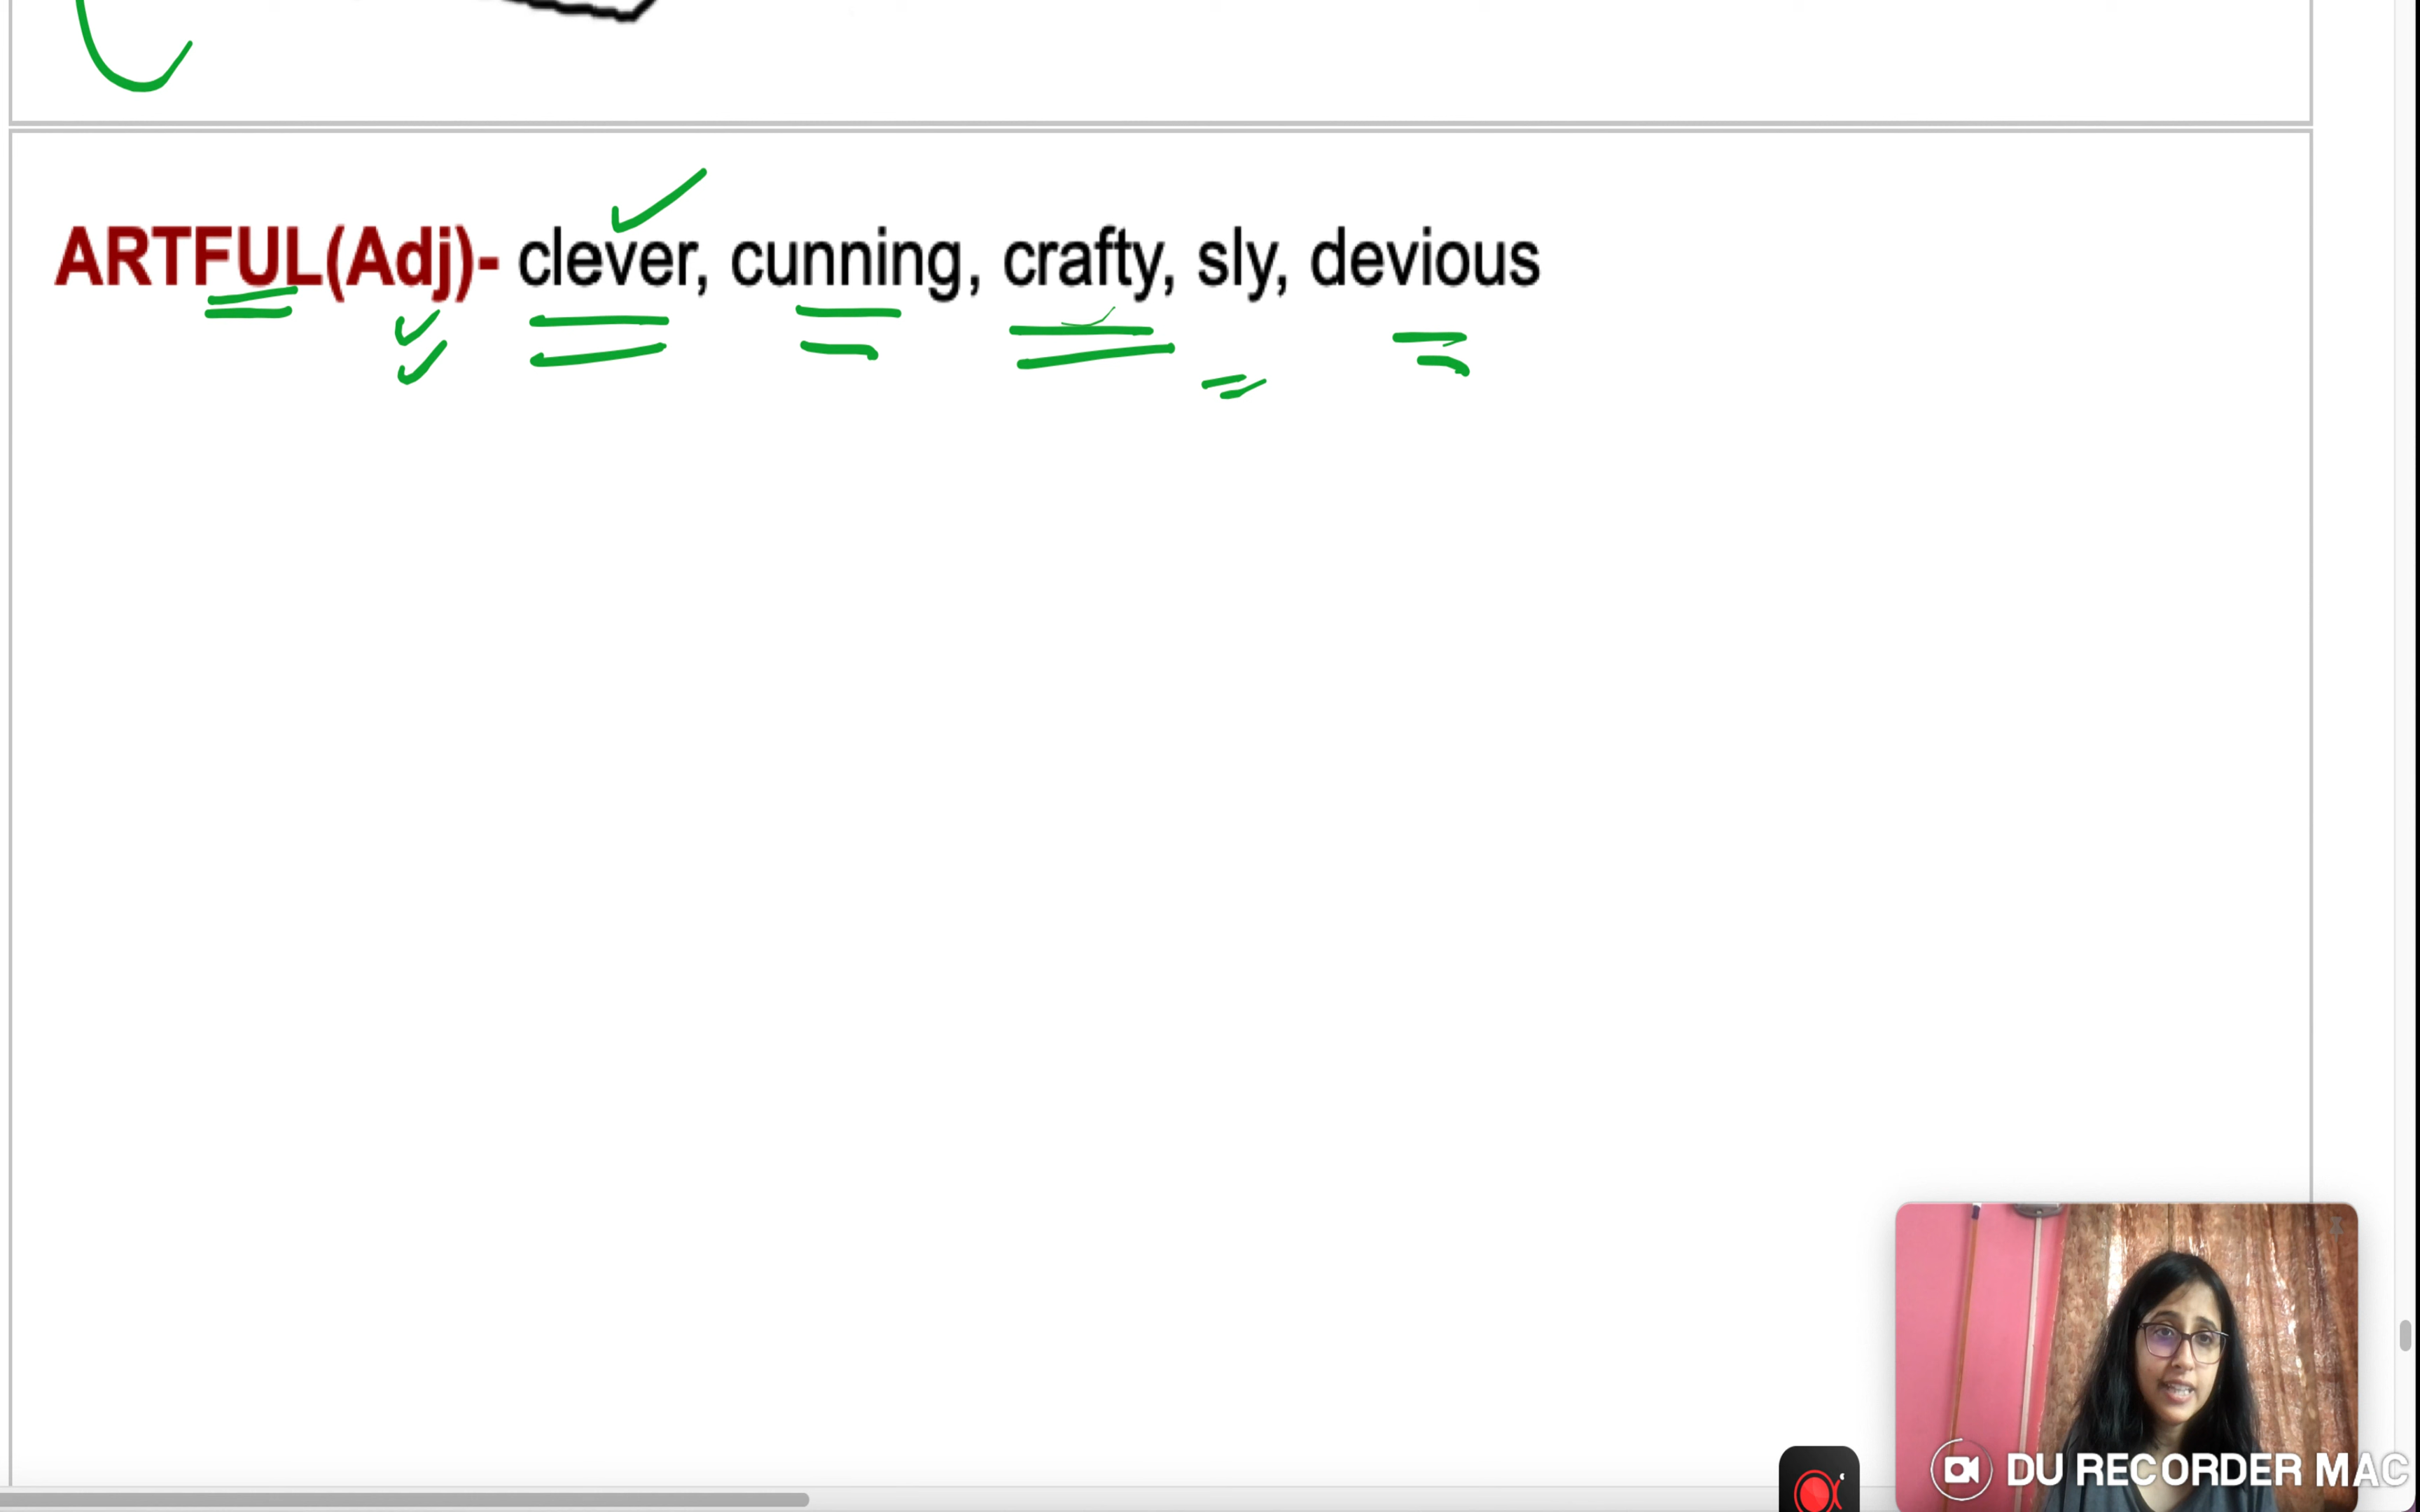 ARTFUL(Adj)- clever, cunning, crafty, sly, devious
DU RECORDER MAC